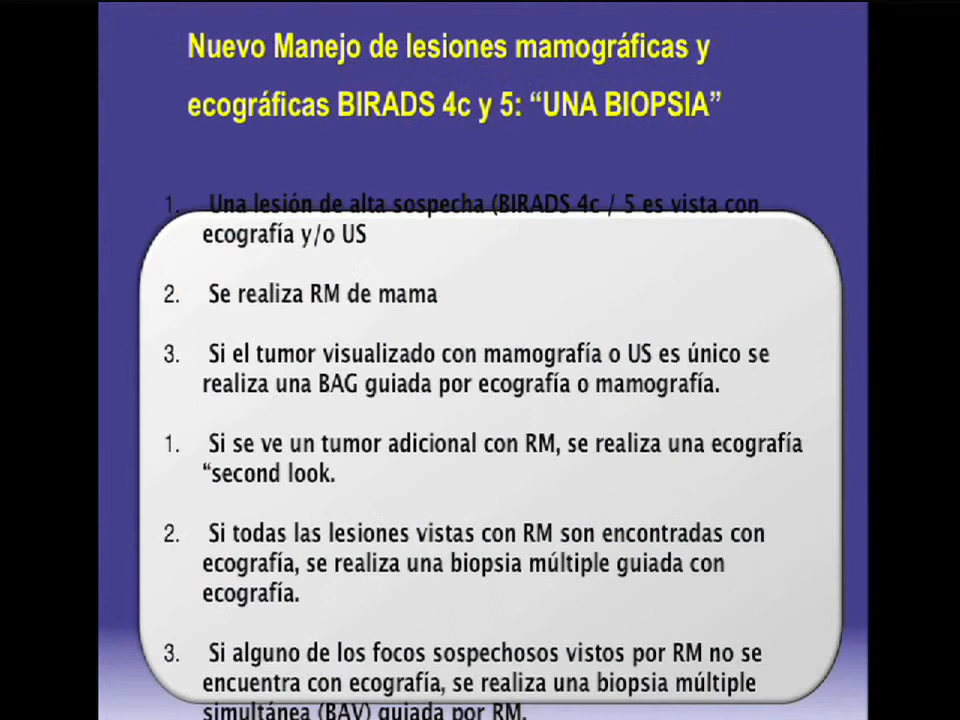 Nuevo Manejo de lesiones mamográficas y
ecográficas BIRADS 4c y 5: “UNA BIOPSIA”
1. Una lesión de alta sospecha (BIRADS 4c / 5 es vista con
ecografía y/o US
2. Se realiza RM de mama
3. Si el tumor visualizado con mamografía o US es único se
realiza una BAG guiada por ecografía o mamografía.
1. Si se ve un tumor adicional con RM, se realiza una ecografía
“second look.
2. Si todas las lesiones vistas con RM son encontradas con
ecografía, se realiza una biopsia múltiple guiada con
ecografía.
3. Si alguno de los focos sospechosos vistos por RM no se
encuentra con ecografía, se realiza una biopsia múltiple
simultánea (BAV) guiada por RM.